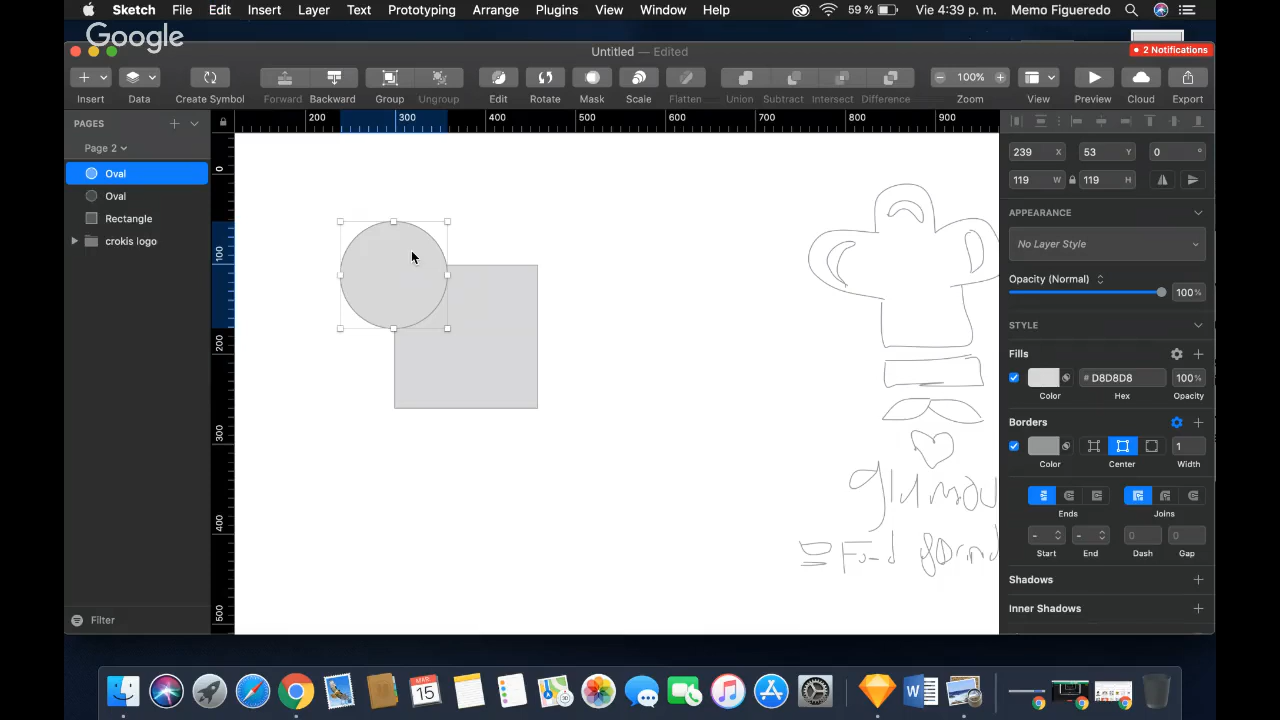 Sketch File Edit Insert Layer Text Prototyping Arrange Plugins View Window Help 59 % Vie 4:39 p. m. Memo Figueredo
Google
Untitled — Edited
2 Notifications
Insert Data Create Symbol Forward Backward Group Ungroup Edit Rotate Mask Scale Flatten Union Subtract Intersect Difference 100% Zoom View Preview Cloud Export
PAGES
200 300 400 500 600 700 800 900
Page 2
Oval
Oval
Rectangle
crokis logo
Filter
0
100
200
300
400
500
239 X 53 Y 0 °
119 W 119 H
APPEARANCE
No Layer Style
Opacity (Normal)
100%
STYLE
Fills
# D8D8D8 100%
Color Hex Opacity
Borders
1
Color Center Width
Ends Joins
- - 0 0
Start End Dash Gap
Shadows
Inner Shadows
MAR
15